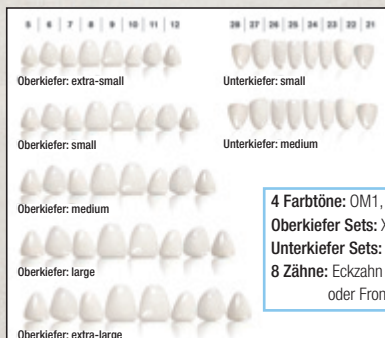 5 | 6 | 7 | 8 | 9 | 10 | 11 | 12
28 | 27 | 26 | 25 | 24 | 23 | 22 | 21
Oberkiefer: extra-small
Unterkiefer: small
Oberkiefer: small
Unterkiefer: medium
Oberkiefer: medium
Oberkiefer: large
Oberkiefer: extra-large
4 Farbtöne: OM1,
Oberkiefer Sets: X
Unterkiefer Sets:
8 Zähne: Eckzahn
oder Fron